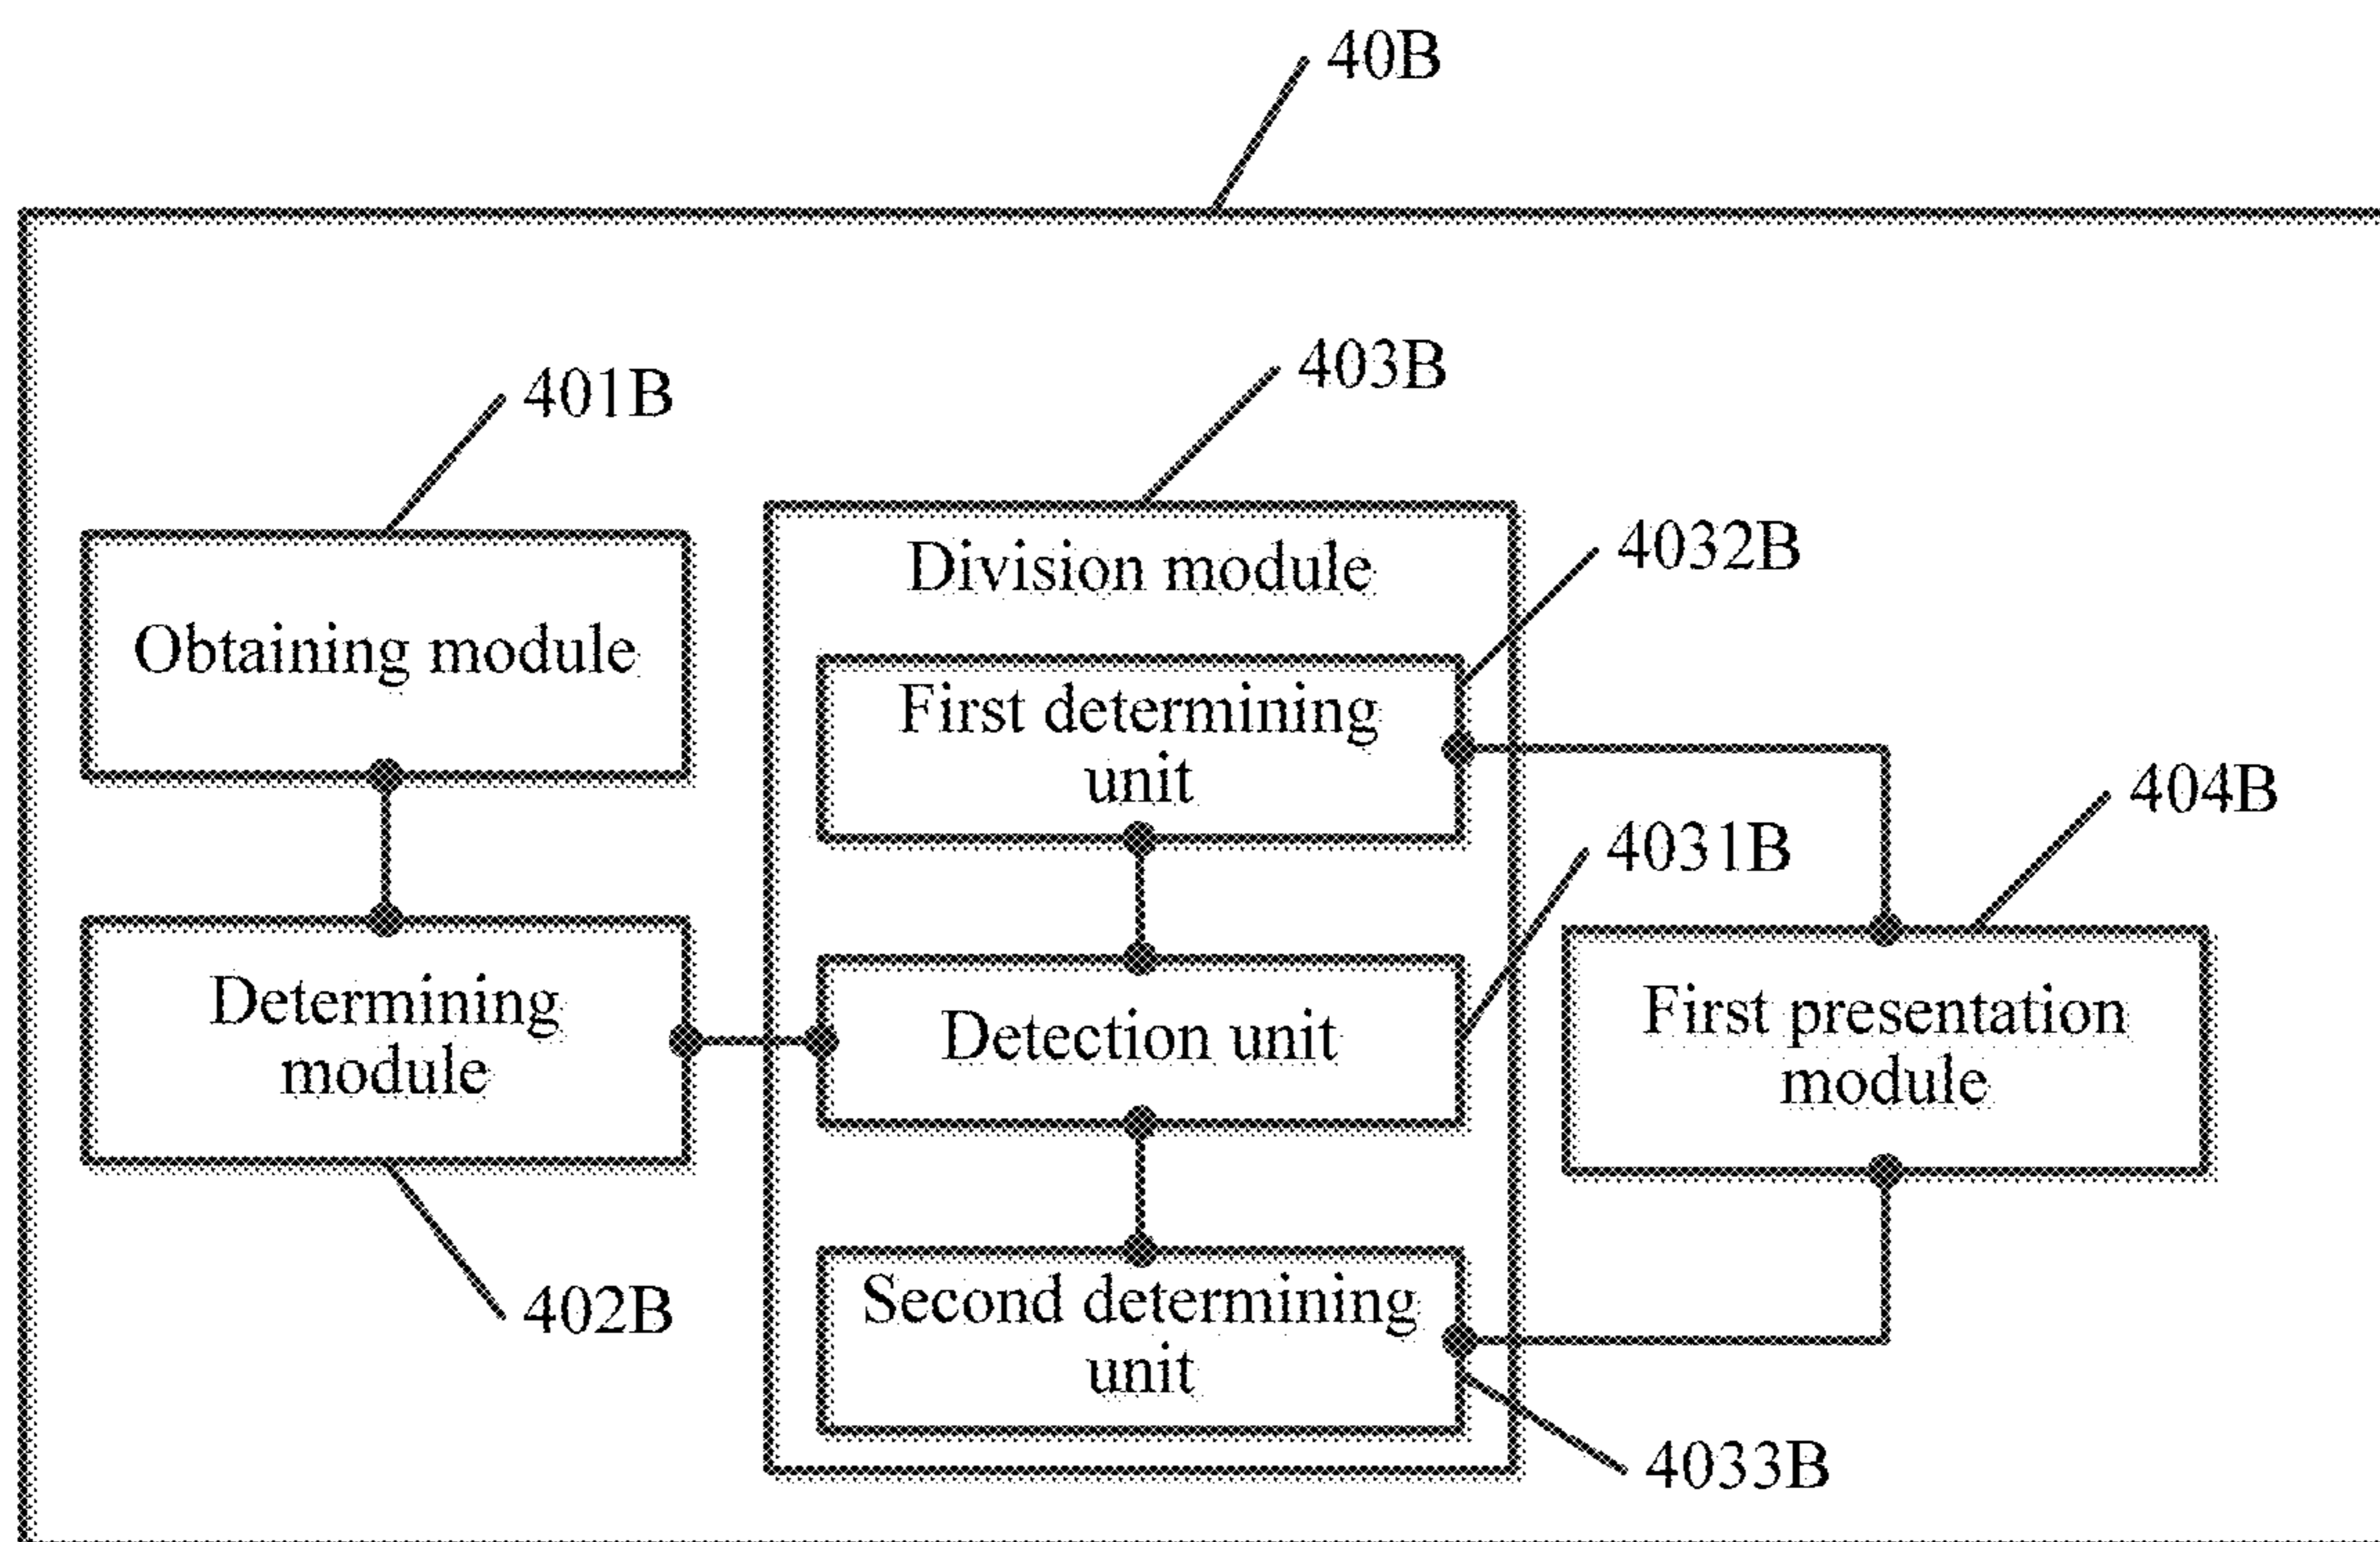 40B
403B
401B
Division module
4032B
Obtaining module
First determining
unit
404B
4031B
Determining
module
Detection unit
First presentation
module
402B
Second determining
unit
4033B